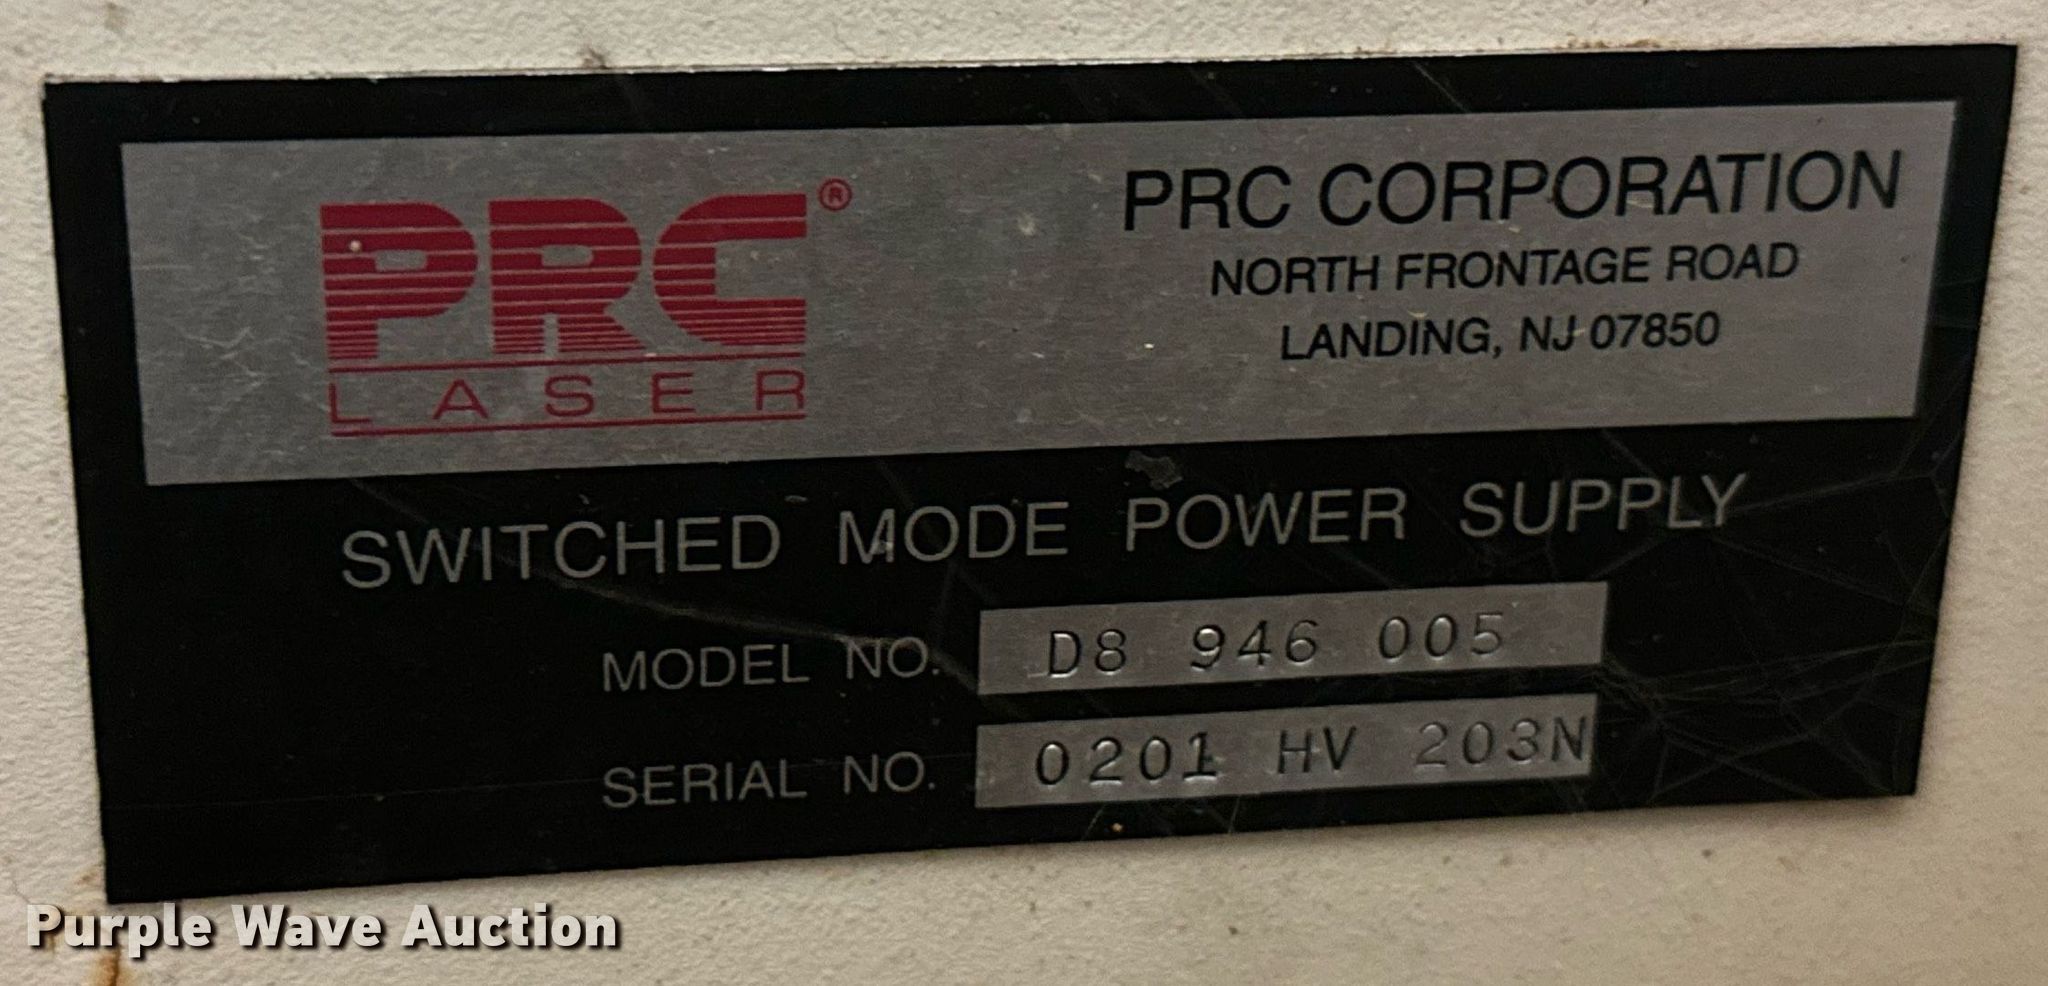 PRC®
LASER
PRC CORPORATION
NORTH FRONTAGE ROAD
LANDING, NJ 07850
SWITCHED MODE POWER SUPPLY
MODEL NO. D8 946 005
SERIAL NO. 0201 HV 203N
Purple Wave Auction